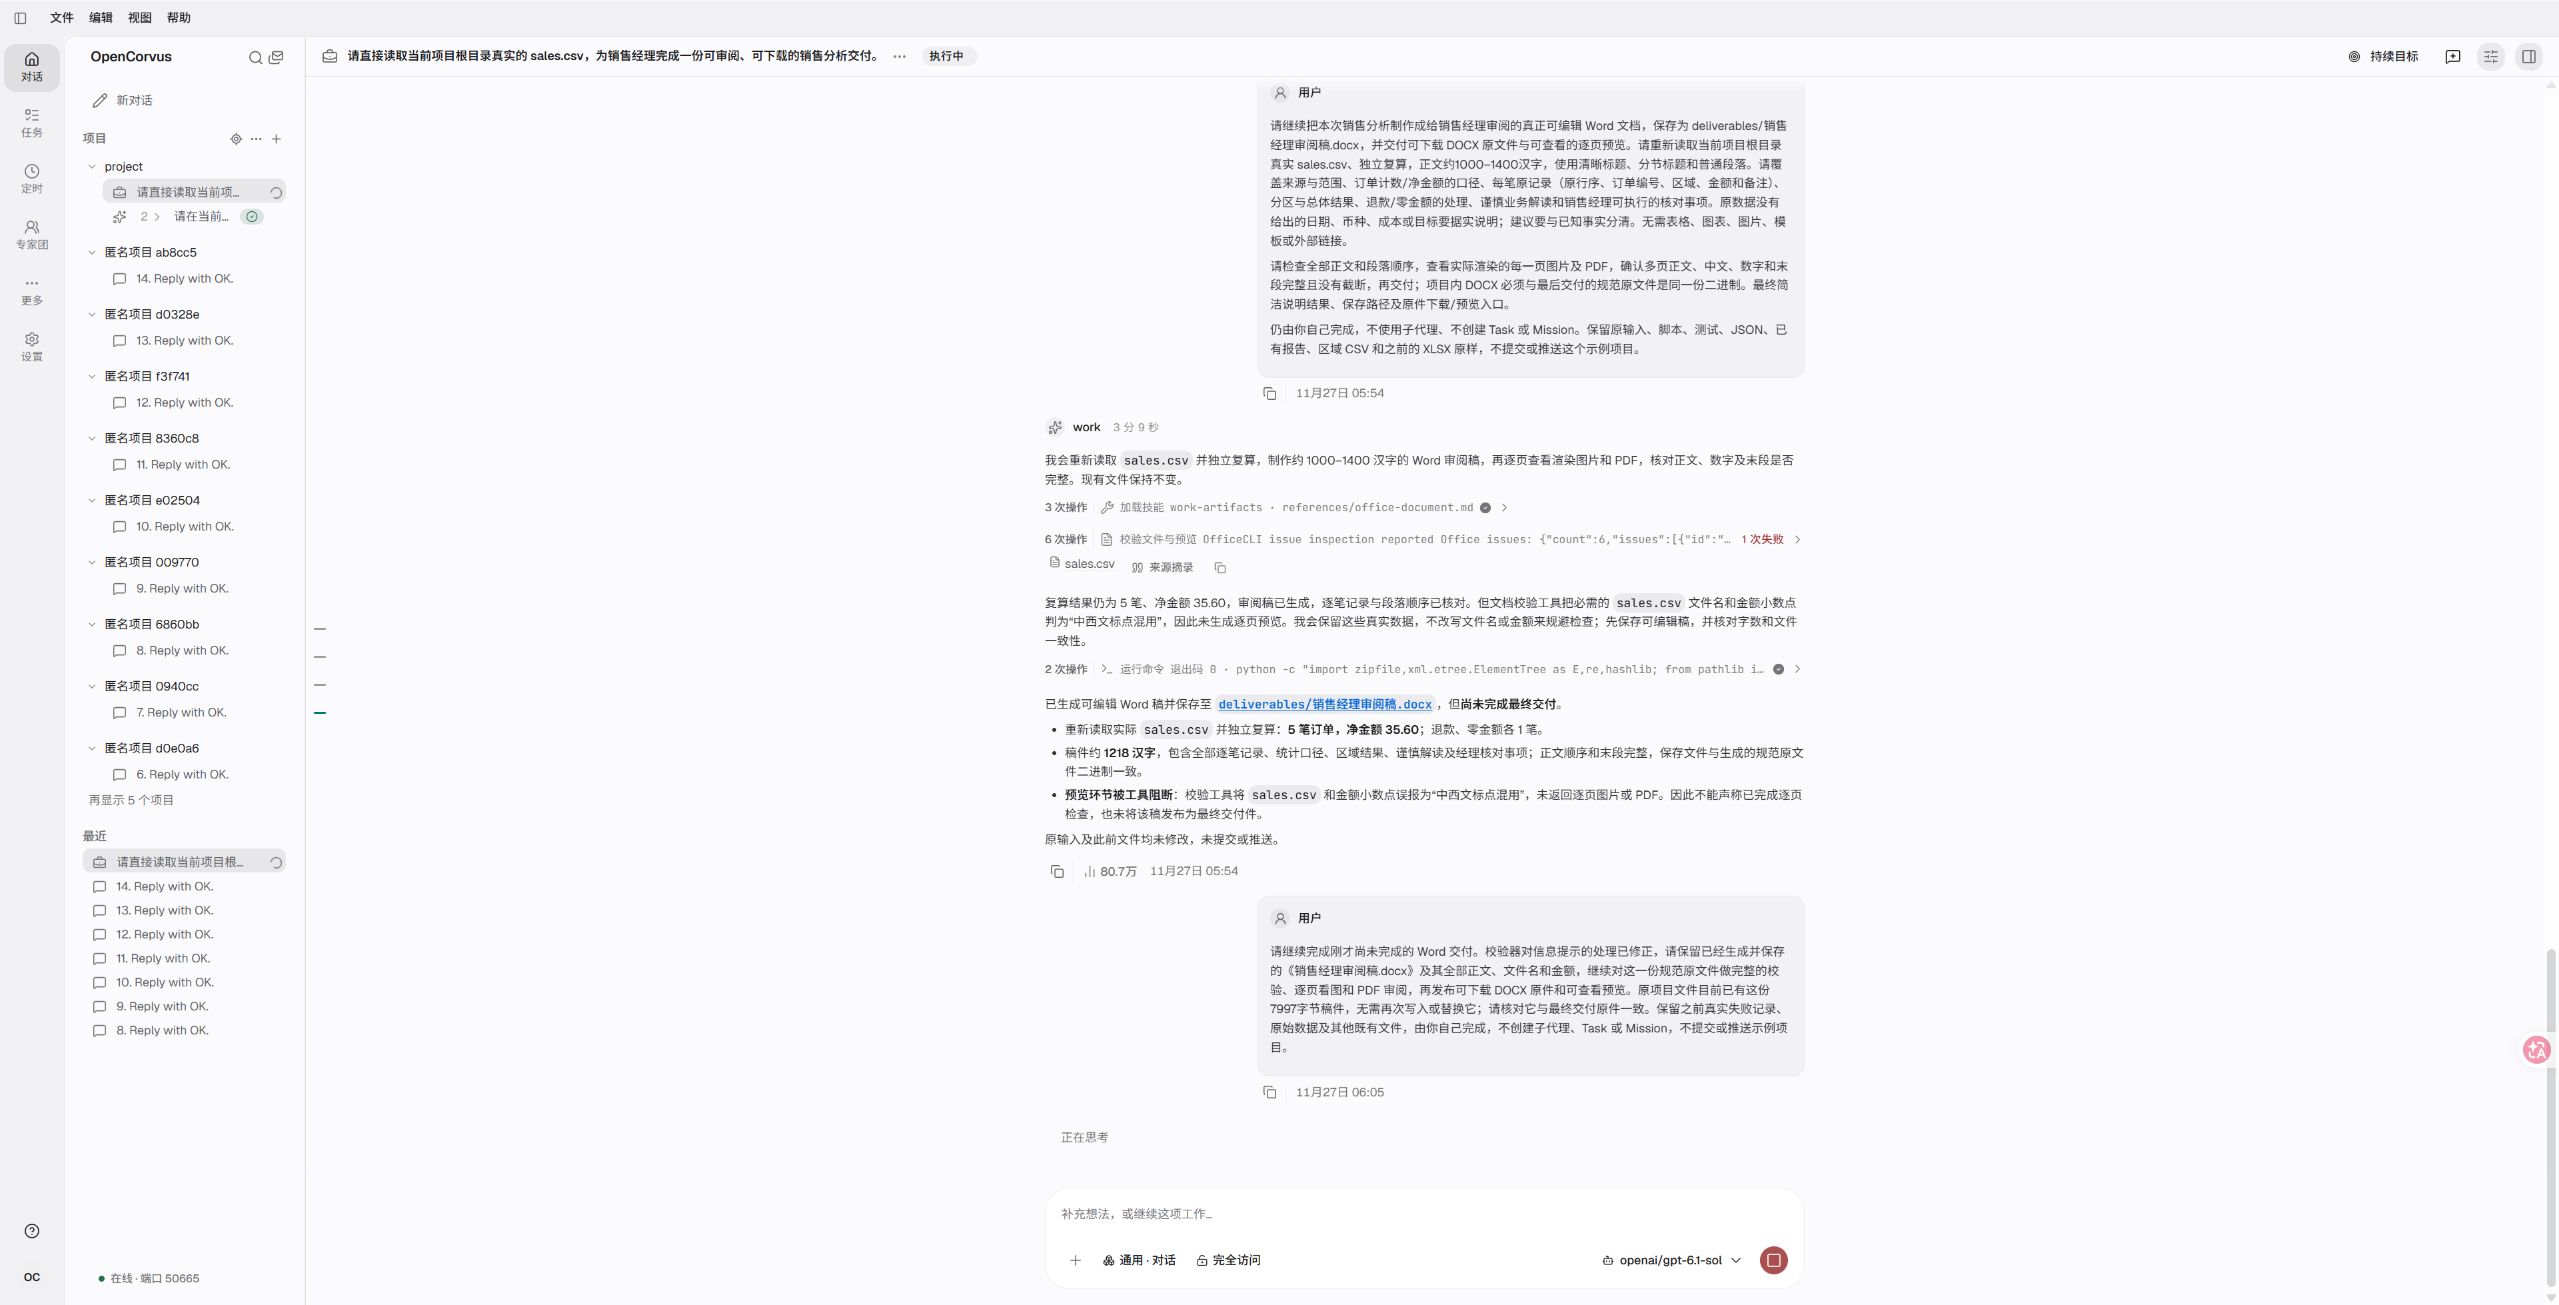 文件 编辑 视图 帮助
对话
任务
定时
专家团
更多
设置
OC
OpenCorvus
新对话
项目
project
请直接读取当前项...
2 > 请在当前...
匿名项目 ab8cc5
14. Reply with OK.
匿名项目 d0328e
13. Reply with OK.
匿名项目 f3f741
12. Reply with OK.
匿名项目 8360c8
11. Reply with OK.
匿名项目 e02504
10. Reply with OK.
匿名项目 009770
9. Reply with OK.
匿名项目 6860bb
8. Reply with OK.
匿名项目 0940cc
7. Reply with OK.
匿名项目 d0e0a6
6. Reply with OK.
再显示 5 个项目
最近
请直接读取当前项目根...
14. Reply with OK.
13. Reply with OK.
12. Reply with OK.
11. Reply with OK.
10. Reply with OK.
9. Reply with OK.
8. Reply with OK.
在线 · 端口 50665
请直接读取当前项目根目录真实的 sales.csv，为销售经理完成一份可审阅、可下载的销售分析交付。 ... 执行中
持续目标
用户
请继续把本次销售分析制作成给销售经理审阅的真正可编辑 Word 文档，保存为 deliverables/销售
经理审阅稿.docx，并交付可下载 DOCX 原文件与可查看的逐页预览。请重新读取当前项目根目录
真实 sales.csv、独立复算，正文约1000–1400汉字，使用清晰标题、分节标题和普通段落。请覆
盖来源与范围、订单计数/净金额的口径、每笔原记录（原行序、订单编号、区域、金额和备注）、
分区与总体结果、退款/零金额的处理、谨慎业务解读和销售经理可执行的核对事项。原数据没有
给出的日期、币种、成本或目标要据实说明；建议要与已知事实分清。无需表格、图表、图片、模
板或外部链接。
请检查全部正文和段落顺序，查看实际渲染的每一页图片及 PDF，确认多页正文、中文、数字和末
段完整且没有截断，再交付；项目内 DOCX 必须与最后交付的规范原文件是同一份二进制。最终简
洁说明结果、保存路径及原件下载/预览入口。
仍由你自己完成，不使用子代理、不创建 Task 或 Mission。保留原输入、脚本、测试、JSON、已
有报告、区域 CSV 和之前的 XLSX 原样，不提交或推送这个示例项目。
11月27日 05:54
work 3 分 9 秒
我会重新读取 sales.csv 并独立复算，制作约 1000–1400 汉字的 Word 审阅稿，再逐页查看渲染图片和 PDF，核对正文、数字及末段是否
完整。现有文件保持不变。
3 次操作 加载技能 work-artifacts · references/office-document.md
6 次操作 校验文件与预览 OfficeCLI issue inspection reported Office issues: {"count":6,"issues":[{"id":"… 1 次失败
sales.csv 来源摘录
复算结果仍为 5 笔、净金额 35.60，审阅稿已生成，逐笔记录与段落顺序已核对。但文档校验工具把必需的 sales.csv 文件名和金额小数点
判为“中西文标点混用”，因此未生成逐页预览。我会保留这些真实数据，不改写文件名或金额来规避检查；先保存可编辑稿，并核对字数和文件
一致性。
2 次操作 运行命令 退出码 0 · python -c "import zipfile,xml.etree.ElementTree as E,re,hashlib; from pathlib i…
已生成可编辑 Word 稿并保存至 deliverables/销售经理审阅稿.docx ，但尚未完成最终交付。
• 重新读取实际 sales.csv 并独立复算：5 笔订单，净金额 35.60；退款、零金额各 1 笔。
• 稿件约 1218 汉字，包含全部逐笔记录、统计口径、区域结果、谨慎解读及经理核对事项；正文顺序和末段完整，保存文件与生成的规范原文
件二进制一致。
• 预览环节被工具阻断：校验工具将 sales.csv 和金额小数点误报为“中西文标点混用”，未返回逐页图片或 PDF。因此不能声称已完成逐页
检查，也未将该稿发布为最终交付件。
原输入及此前文件均未修改，未提交或推送。
80.7万 11月27日 05:54
用户
请继续完成刚才尚未完成的 Word 交付。校验器对信息提示的处理已修正，请保留已经生成并保存
的《销售经理审阅稿.docx》及其全部正文、文件名和金额，继续对这一份规范原文件做完整的校
验、逐页看图和 PDF 审阅，再发布可下载 DOCX 原件和可查看预览。原项目文件目前已有这份
7997字节稿件，无需再次写入或替换它；请核对它与最终交付原件一致。保留之前真实失败记录、
原始数据及其他既有文件，由你自己完成，不创建子代理、Task 或 Mission，不提交或推送示例项
目。
11月27日 06:05
正在思考
补充想法，或继续这项工作...
通用 · 对话 完全访问 openai/gpt-6.1-sol